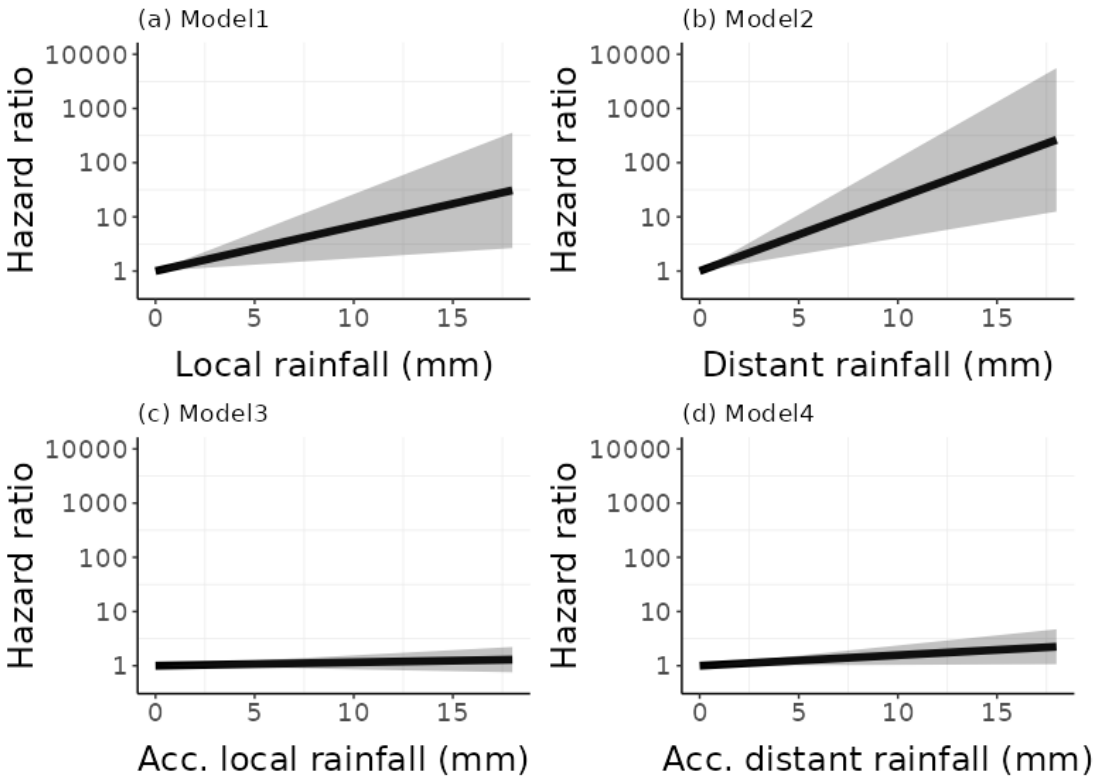 (a) Model1
Hazard ratio
10000
1000
100
10
1
0 5 10 15
Local rainfall (mm)
(b) Model2
Hazard ratio
10000
1000
100
10
1
0 5 10 15
Distant rainfall (mm)
(c) Model3
Hazard ratio
10000
1000
100
10
1
0 5 10 15
Acc. local rainfall (mm)
(d) Model4
Hazard ratio
10000
1000
100
10
1
0 5 10 15
Acc. distant rainfall (mm)